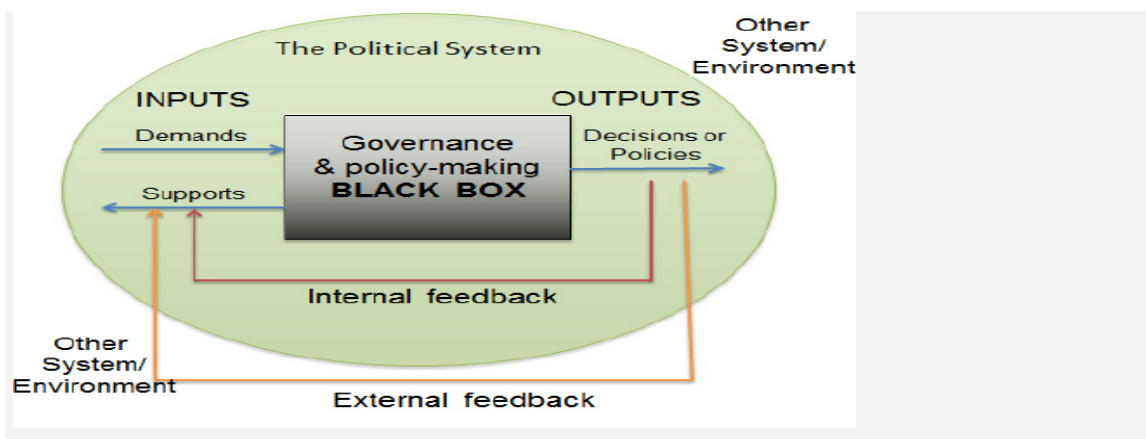 Other
System/
Environment
The Political System
INPUTS
OUTPUTS
Demands
Governance
& policy-making
BLACK BOX
Decisions or
Policies
Supports
Internal feedback
Other
System/
Environment
External feedback